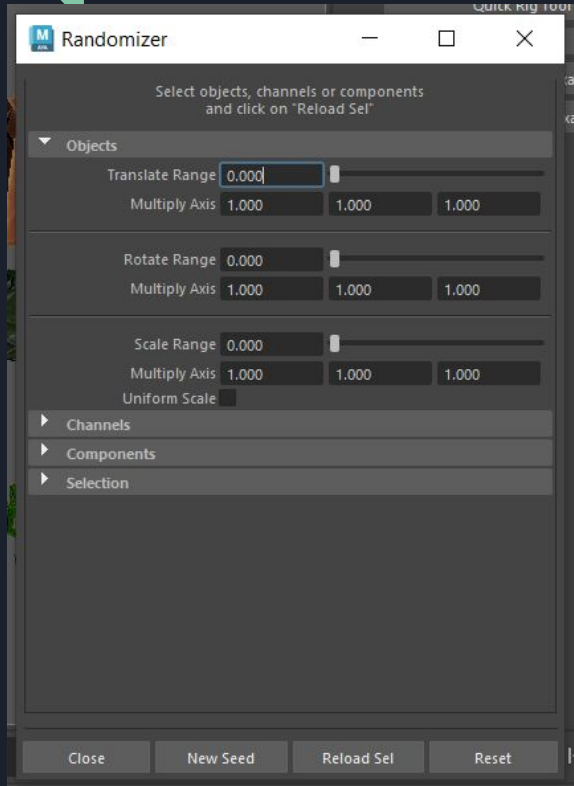 Quick Rig Tool
Randomizer
Select objects, channels or components
and click on "Reload Sel"
Objects
Translate Range 0.000
Multiply Axis 1.000 1.000 1.000
Rotate Range 0.000
Multiply Axis 1.000 1.000 1.000
Scale Range 0.000
Multiply Axis 1.000 1.000 1.000
Uniform Scale
Channels
Components
Selection
Close New Seed Reload Sel Reset